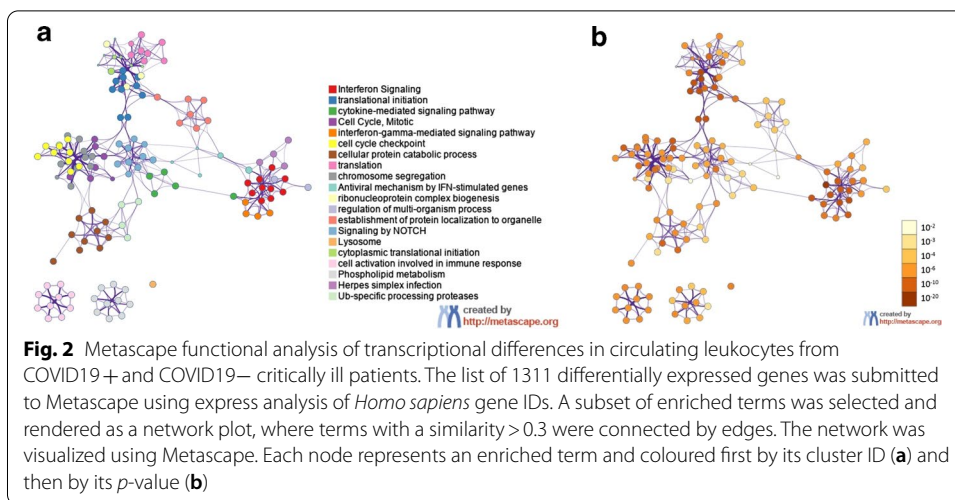 a
b
Interferon Signaling
translational initiation
cytokine-mediated signaling pathway
Cell Cycle, Mitotic
interferon-gamma-mediated signaling pathway
cell cycle checkpoint
cellular protein catabolic process
translation
chromosome segregation
Antiviral mechanism by IFN-stimulated genes
ribonucleoprotein complex biogenesis
regulation of multi-organism process
establishment of protein localization to organelle
Signaling by NOTCH
Lysosome
cytoplasmic translational initiation
cell activation involved in immune response
Phospholipid metabolism
Herpes simplex infection
Ub-specific processing proteases
created by
http://metascape.org
10⁻²
10⁻³
10⁻⁴
10⁻⁶
10⁻¹⁰
10⁻²⁰
created by
http://metascape.org
Fig. 2 Metascape functional analysis of transcriptional differences in circulating leukocytes from
COVID19+ and COVID19− critically ill patients. The list of 1311 differentially expressed genes was submitted
to Metascape using express analysis of Homo sapiens gene IDs. A subset of enriched terms was selected and
rendered as a network plot, where terms with a similarity > 0.3 were connected by edges. The network was
visualized using Metascape. Each node represents an enriched term and coloured first by its cluster ID (a) and
then by its p-value (b)